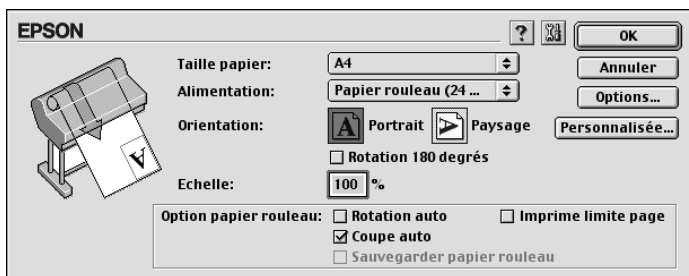 EPSON
? OK
Taille papier: A4 Annuler
Alimentation: Papier rouleau (24 ... Options...
Orientation: A Portrait A Paysage Personnalisée...
Rotation 180 degrés
Echelle: 100 %
A
Option papier rouleau: Rotation auto Imprime limite page
Coupe auto
Sauvegarder papier rouleau